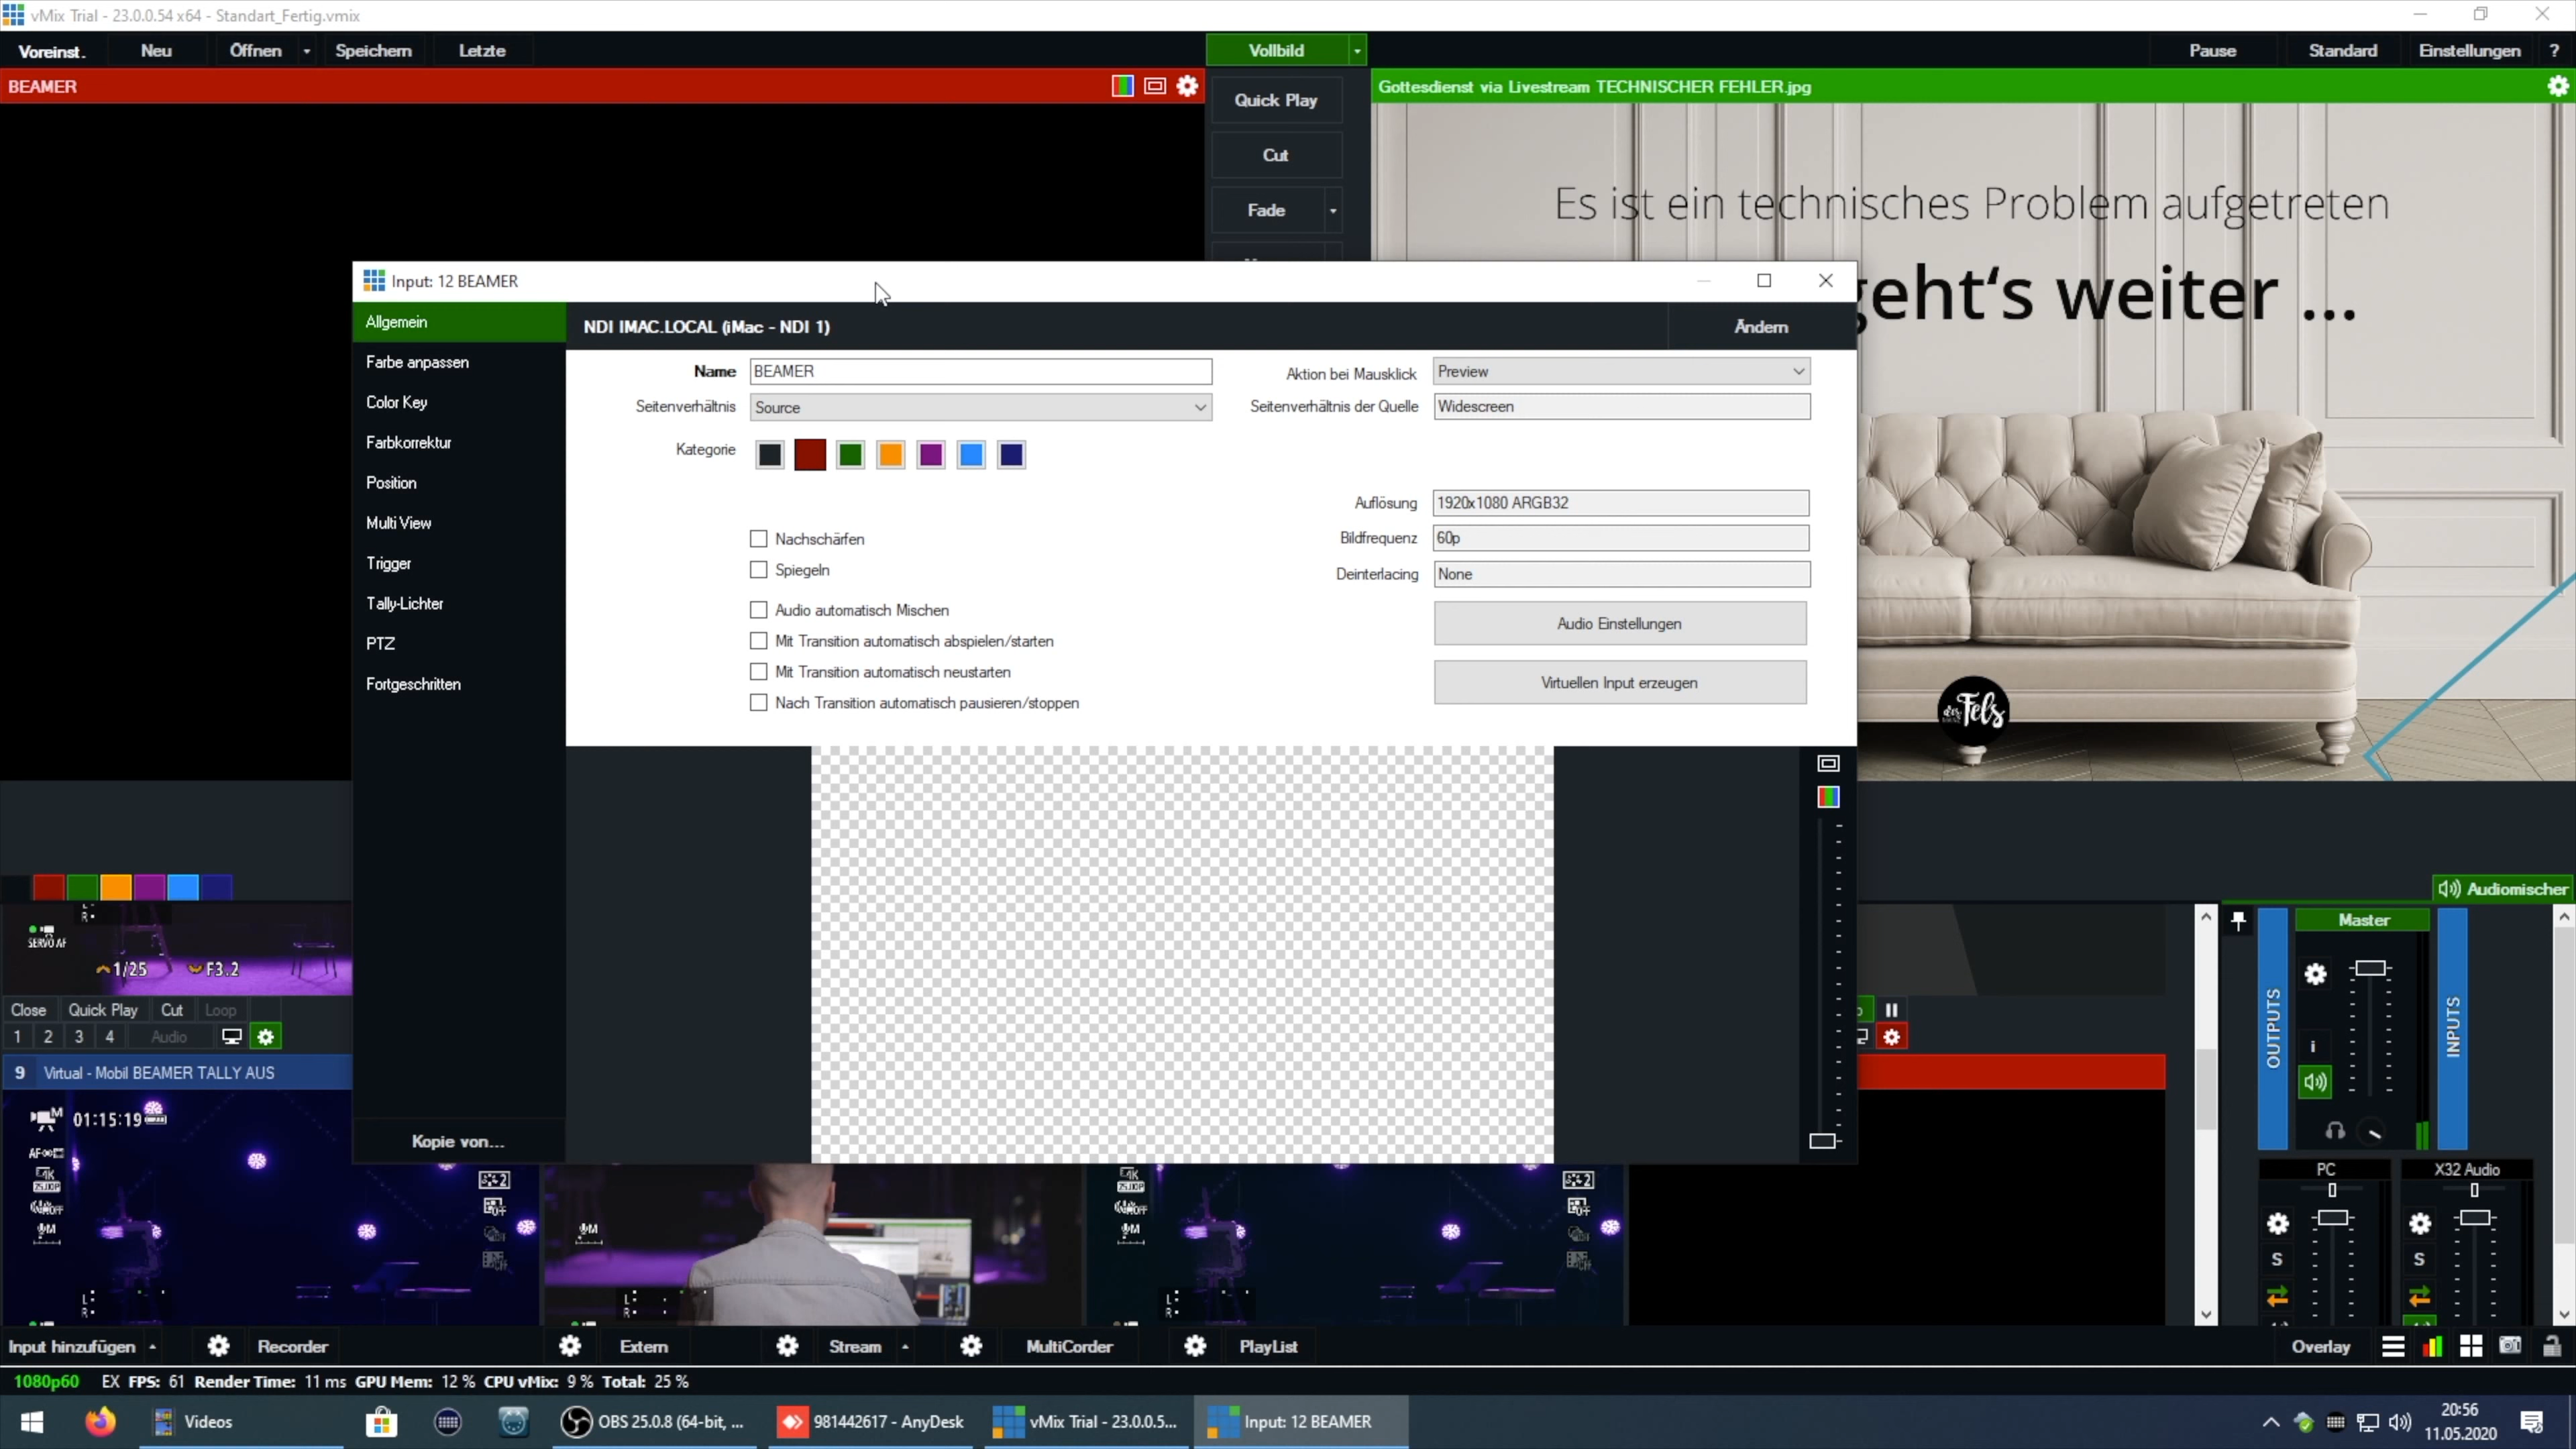 vMix Trial - 23.0.0.54 x64 - Standart_Fertig.vmix
Voreinst. Neu Öffnen Speichern Letzte Vollbild Pause Standard Einstellungen ?
BEAMER
Quick Play
Cut
Fade
Gottesdienst via Livestream TECHNISCHER FEHLER.jpg
Es ist ein technisches Problem aufgetreten
geht's weiter ...
Fels
Input: 12 BEAMER
Allgemein
Farbe anpassen
Color Key
Farbkorrektur
Position
Multi View
Trigger
Tally-Lichter
PTZ
Fortgeschritten
Kopie von...
NDI IMAC.LOCAL (iMac - NDI 1)
Ändern
Name BEAMER
Seitenverhältnis Source
Kategorie
Nachschärfen
Spiegeln
Audio automatisch Mischen
Mit Transition automatisch abspielen/starten
Mit Transition automatisch neustarten
Nach Transition automatisch pausieren/stoppen
Aktion bei Mausklick Preview
Seitenverhältnis der Quelle Widescreen
Auflösung 1920x1080 ARGB32
Bildfrequenz 60p
Deinterlacing None
Audio Einstellungen
Virtuellen Input erzeugen
R:
SERVO AF
1/25 F3.2
Close Quick Play Cut Loop
1 2 3 4 Audio
9 Virtual - Mobil BEAMER TALLY AUS
M 01:15:19
L:
R:
L:
R:
L:
R:
Audiomischer
Master
OUTPUTS
INPUTS
i
PC X32 Audio
S S
Input hinzufügen Recorder Extern Stream MultiCorder PlayList Overlay
1080p60 EX FPS: 61 Render Time: 11 ms GPU Mem: 12 % CPU vMix: 9 % Total: 25 %
Videos
OBS 25.0.8 (64-bit, ...
981442617 - AnyDesk
vMix Trial - 23.0.0.5...
Input: 12 BEAMER
20:56
11.05.2020